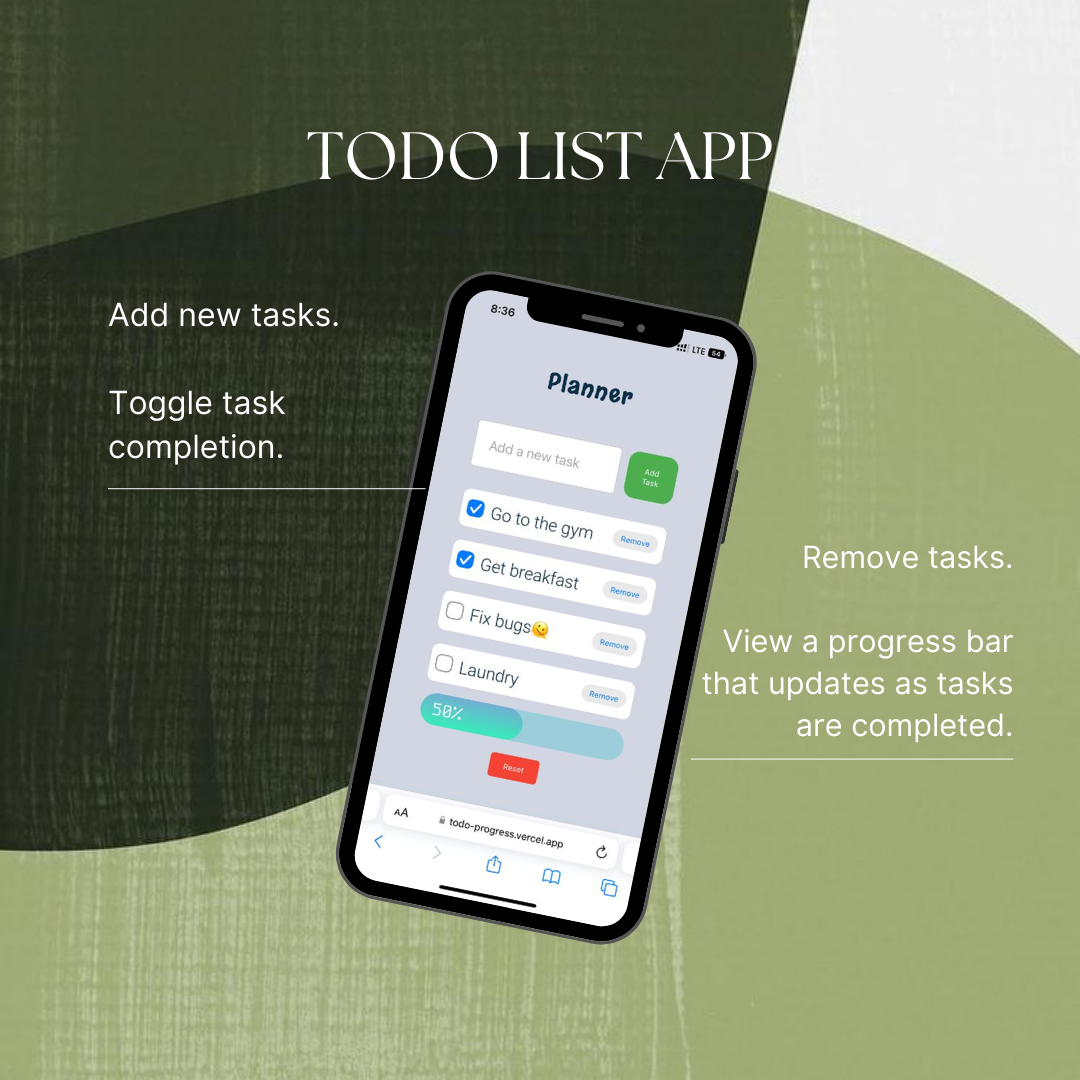 TODO LIST APP
Add new tasks.
Toggle task
completion.
8:36
LTE 54
Planner
Add a new task
Add
Task
Go to the gym
Remove
Get breakfast
Remove
Fix bugs🫠
Remove
Laundry
Remove
50%
Reset
AA
todo-progress.vercel.app
Remove tasks.
View a progress bar
that updates as tasks
are completed.